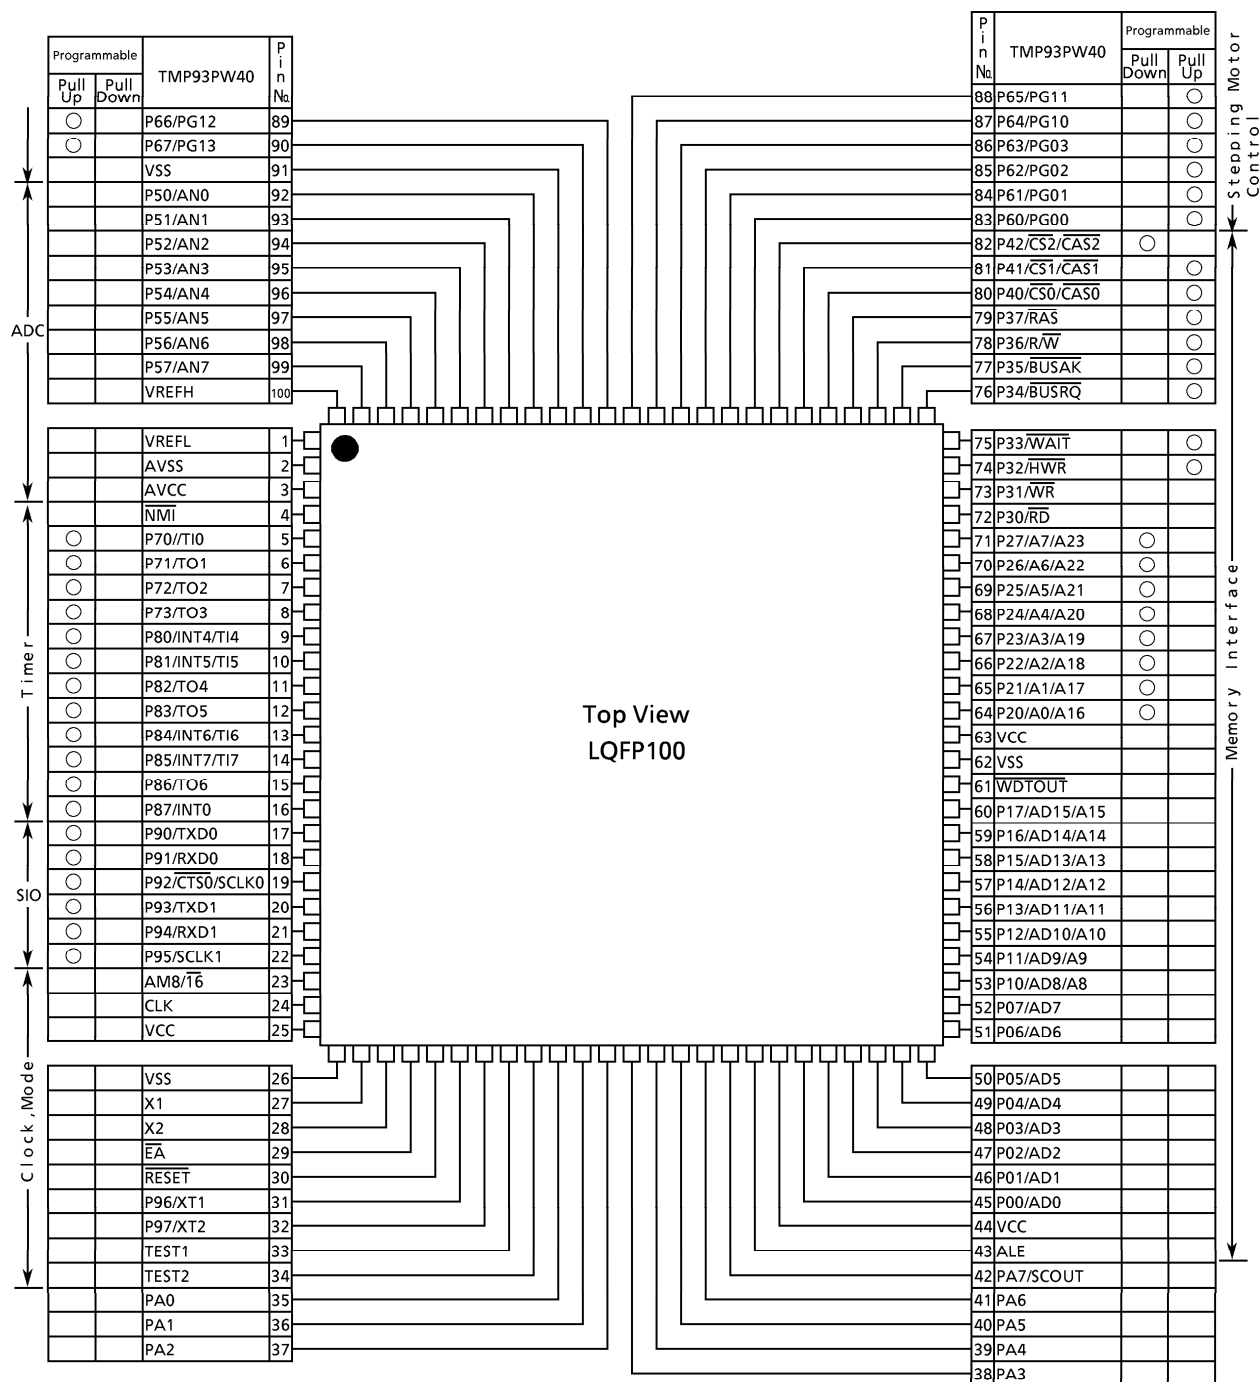 Programmable
Pull Up
Pull Down
TMP93PW40
Pin No.
P66/PG12 89
P67/PG13 90
VSS 91
P50/AN0 92
P51/AN1 93
P52/AN2 94
P53/AN3 95
P54/AN4 96
P55/AN5 97
P56/AN6 98
P57/AN7 99
VREFH 100
ADC
VREFL 1
AVSS 2
AVCC 3
NMI 4
P70//TI0 5
P71/TO1 6
P72/TO2 7
P73/TO3 8
P80/INT4/TI4 9
P81/INT5/TI5 10
P82/TO4 11
P83/TO5 12
P84/INT6/TI6 13
P85/INT7/TI7 14
P86/TO6 15
P87/INT0 16
P90/TXD0 17
P91/RXD0 18
P92/CTS0/SCLK0 19
P93/TXD1 20
P94/RXD1 21
P95/SCLK1 22
AM8/16 23
CLK 24
VCC 25
Timer
SIO
VSS 26
X1 27
X2 28
EA 29
RESET 30
P96/XT1 31
P97/XT2 32
TEST1 33
TEST2 34
PA0 35
PA1 36
PA2 37
Clock, Mode
Top View
LQFP100
Pin No.
TMP93PW40
Programmable
Pull Down
Pull Up
88 P65/PG11
87 P64/PG10
86 P63/PG03
85 P62/PG02
84 P61/PG01
83 P60/PG00
82 P42/CS2/CAS2
81 P41/CS1/CAS1
80 P40/CS0/CAS0
79 P37/RAS
78 P36/R/W
77 P35/BUSAK
76 P34/BUSRQ
Stepping Motor Control
75 P33/WAIT
74 P32/HWR
73 P31/WR
72 P30/RD
71 P27/A7/A23
70 P26/A6/A22
69 P25/A5/A21
68 P24/A4/A20
67 P23/A3/A19
66 P22/A2/A18
65 P21/A1/A17
64 P20/A0/A16
63 VCC
62 VSS
61 WDTOUT
60 P17/AD15/A15
59 P16/AD14/A14
58 P15/AD13/A13
57 P14/AD12/A12
56 P13/AD11/A11
55 P12/AD10/A10
54 P11/AD9/A9
53 P10/AD8/A8
52 P07/AD7
51 P06/AD6
Memory Interface
50 P05/AD5
49 P04/AD4
48 P03/AD3
47 P02/AD2
46 P01/AD1
45 P00/AD0
44 VCC
43 ALE
42 PA7/SCOUT
41 PA6
40 PA5
39 PA4
38 PA3